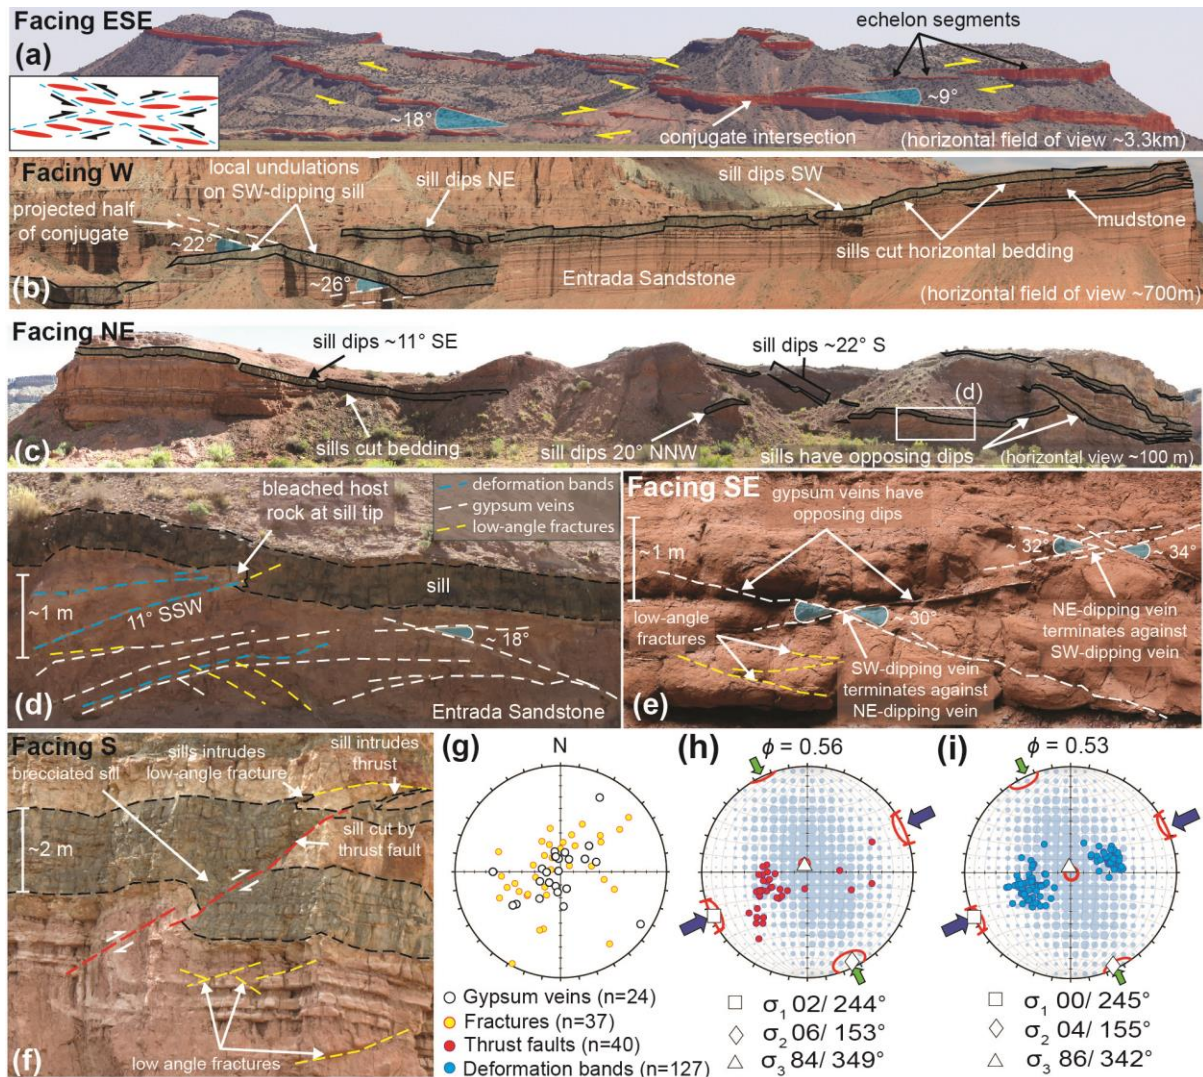 Facing ESE
(a)
echelon segments
~18°
~9°
conjugate intersection
(horizontal field of view ~3.3km)
Facing W
local undulations
on SW-dipping sill
projected half
of conjugate
~22°
~26°
sill dips NE
sill dips SW
mudstone
sills cut horizontal bedding
Entrada Sandstone
(b)
(horizontal field of view ~700m)
Facing NE
sill dips ~11° SE
sill dips ~22° S
(d)
sills cut bedding
sill dips 20° NNW
sills have opposing dips
(c)
(horizontal view ~100 m)
bleached host
rock at sill tip
deformation bands
gypsum veins
low-angle fractures
~1 m
11° SSW
sill
~18°
(d)
Entrada Sandstone
Facing SE
gypsum veins have
opposing dips
~1 m
~ 32°
~ 34°
low-angle
fractures
~ 30°
NE-dipping vein
terminates against
SW-dipping vein
SW-dipping vein
terminates against
NE-dipping vein
(e)
Facing S
sills intrudes
low-angle fracture
sill intrudes
thrust
brecciated sill
~2 m
sill cut by
thrust fault
low angle fractures
(f)
(g)
N
Gypsum veins (n=24)
Fractures (n=37)
Thrust faults (n=40)
Deformation bands (n=127)
(h)
ϕ = 0.56
σ1 02/ 244°
σ2 06/ 153°
σ3 84/ 349°
(i)
ϕ = 0.53
σ1 00/ 245°
σ2 04/ 155°
σ3 86/ 342°